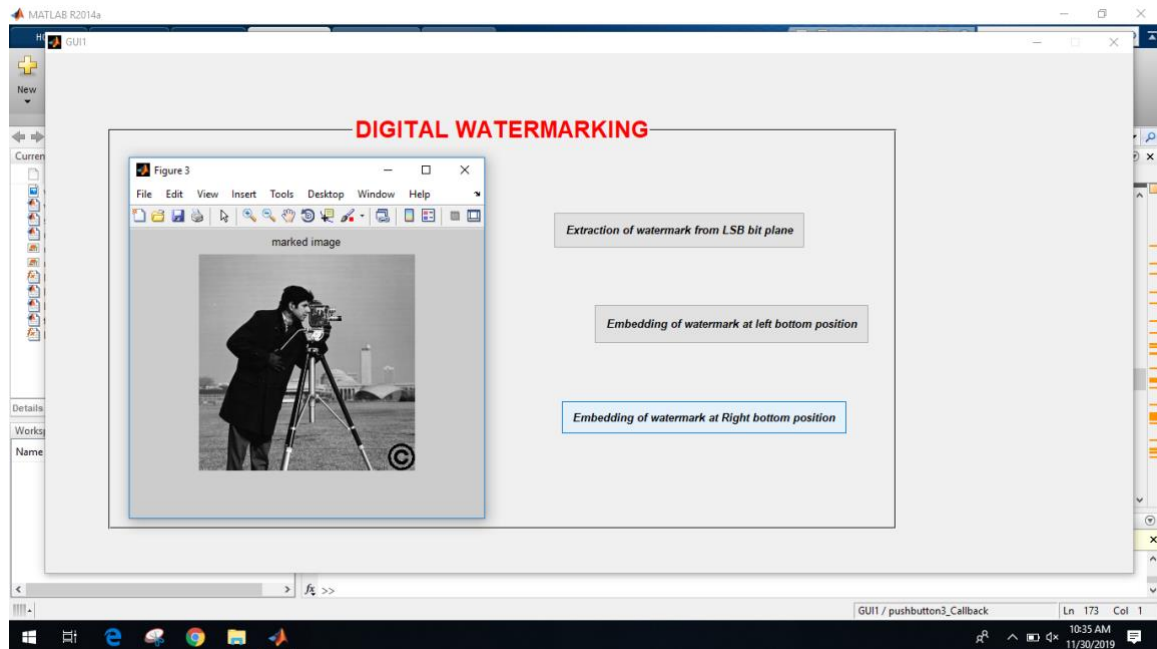 MATLAB R2014a
HO
GUI1
New
DIGITAL WATERMARKING
Curren
Figure 3
File Edit View Insert Tools Desktop Window Help
marked image
©
Extraction of watermark from LSB bit plane
Embedding of watermark at left bottom position
Embedding of watermark at Right bottom position
Details
Works
Name
fx >>
GUI1 / pushbutton3_Callback
Ln 173 Col 1
10:35 AM
11/30/2019